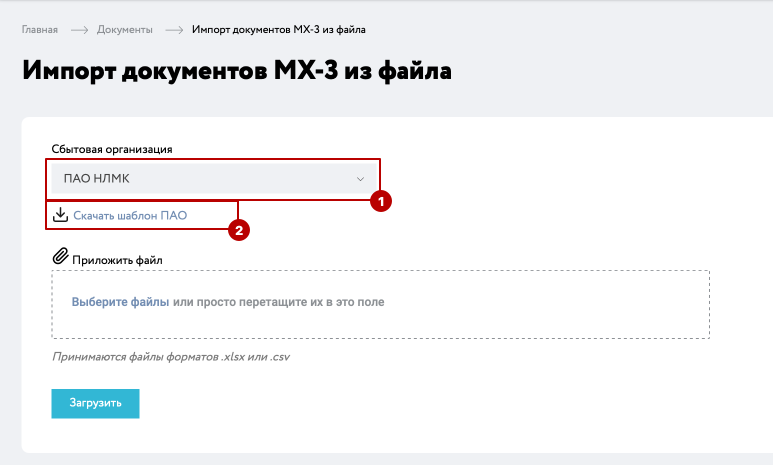 Главная → Документы → Импорт документов МХ-3 из файла
Импорт документов МХ-3 из файла
Сбытовая организация
ПАО НЛМК
1
Скачать шаблон ПАО
2
Приложить файл
Выберите файлы или просто перетащите их в это поле
Принимаются файлы форматов .xlsx или .csv
Загрузить